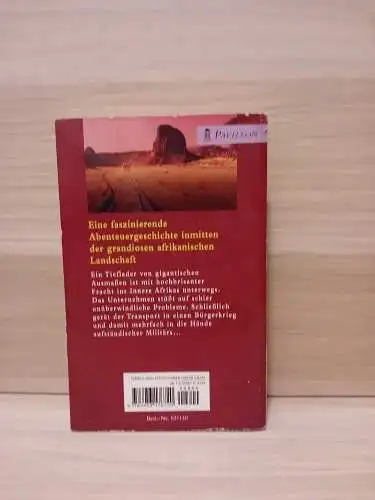 PAVILLON
Eine faszinierende
Abenteuergeschichte inmitten
der grandiosen afrikanischen
Landschaft
Ein Tieflader von gigantischen
Ausmaßen ist mit hochbrisanter
Fracht ins Innere Afrikas unterwegs.
Das Unternehmen stößt auf schier
unüberwindliche Probleme. Schließlich
gerät der Transport in einen Bürgerkrieg
und damit mehrfach in die Hände
aufständischer Militärs...